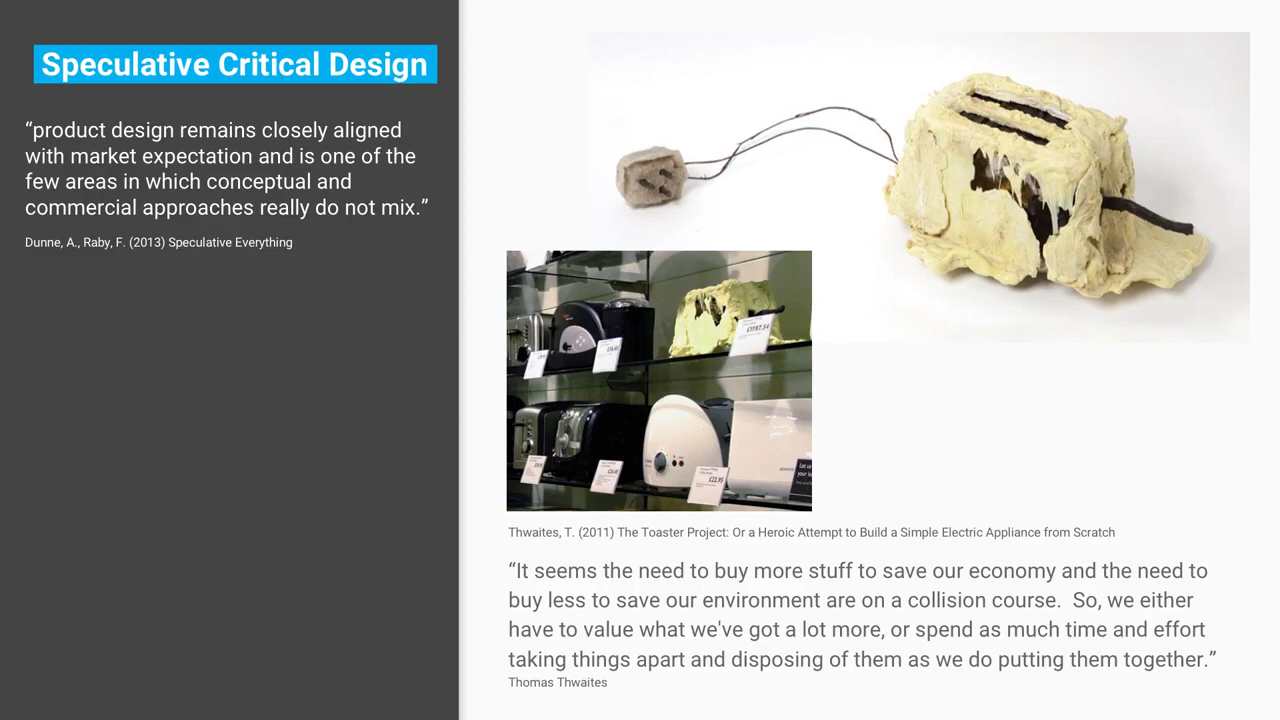 Speculative Critical Design
“product design remains closely aligned
with market expectation and is one of the
few areas in which conceptual and
commercial approaches really do not mix.”
Dunne, A., Raby, F. (2013) Speculative Everything
£1187.54
£22.95
Thwaites, T. (2011) The Toaster Project: Or a Heroic Attempt to Build a Simple Electric Appliance from Scratch
“It seems the need to buy more stuff to save our economy and the need to
buy less to save our environment are on a collision course.  So, we either
have to value what we've got a lot more, or spend as much time and effort
taking things apart and disposing of them as we do putting them together.”
Thomas Thwaites